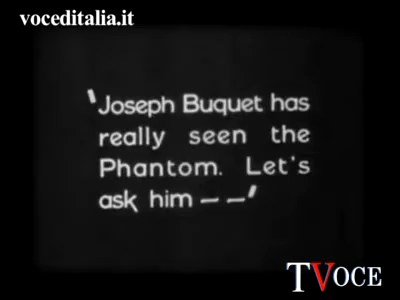 voceditalia.it
'Joseph Buquet has
really seen the
Phantom. Let's
ask him — —'
TVOCE